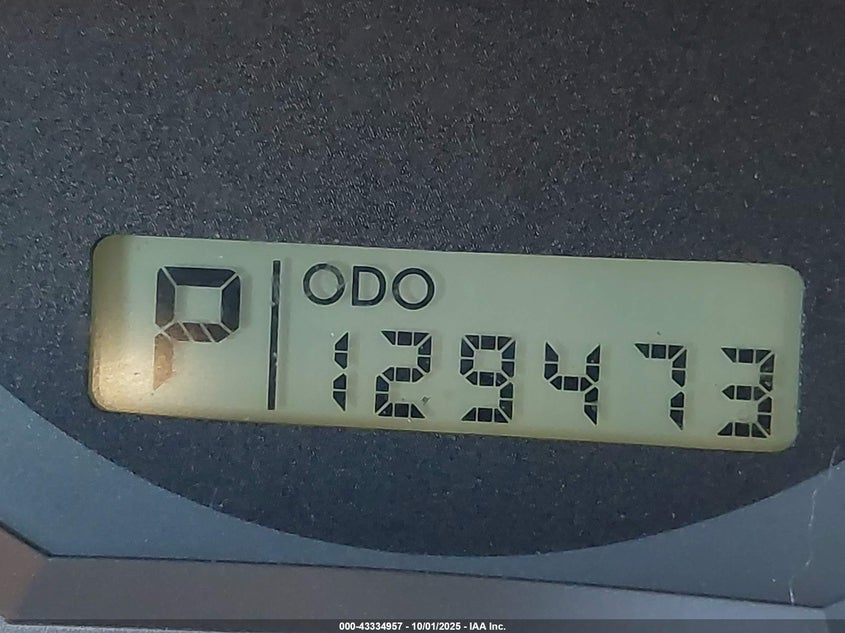 P ODO
129473
000-43334957 - 10/01/2025 - IAA Inc.